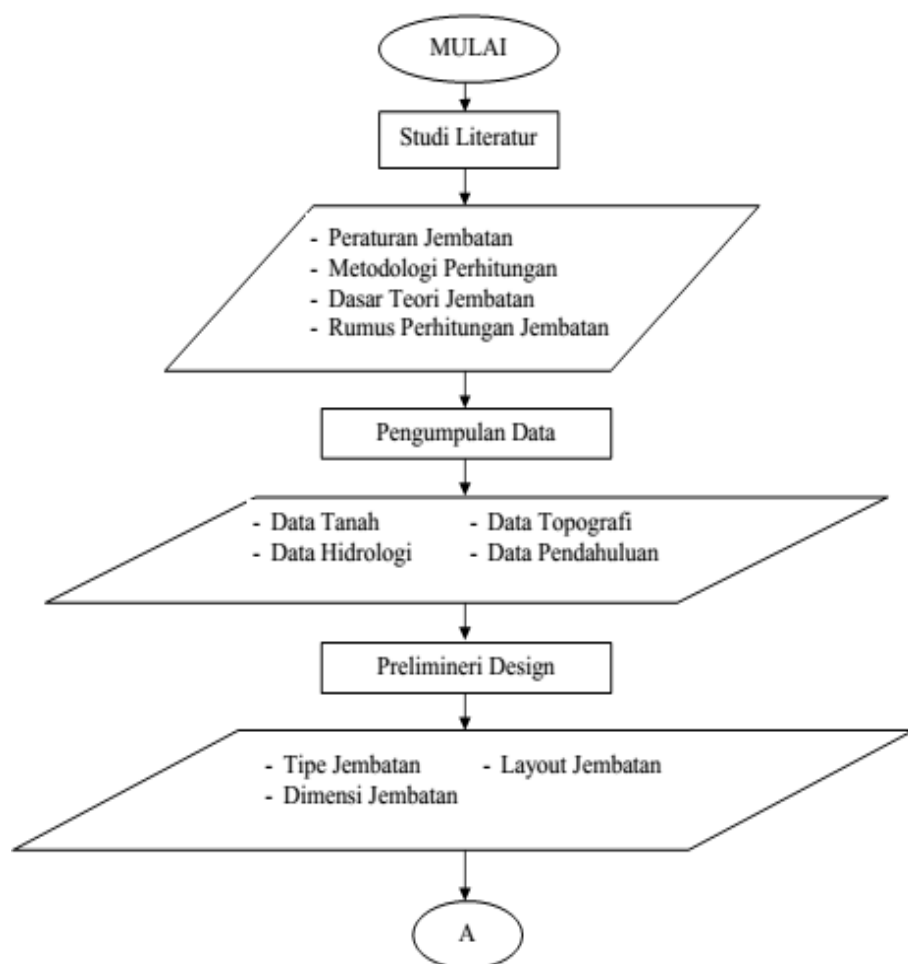 MULAI
Studi Literatur
- Peraturan Jembatan
- Metodologi Perhitungan
- Dasar Teori Jembatan
- Rumus Perhitungan Jembatan
Pengumpulan Data
- Data Tanah - Data Topografi
- Data Hidrologi - Data Pendahuluan
Prelimineri Design
- Tipe Jembatan - Layout Jembatan
- Dimensi Jembatan
A